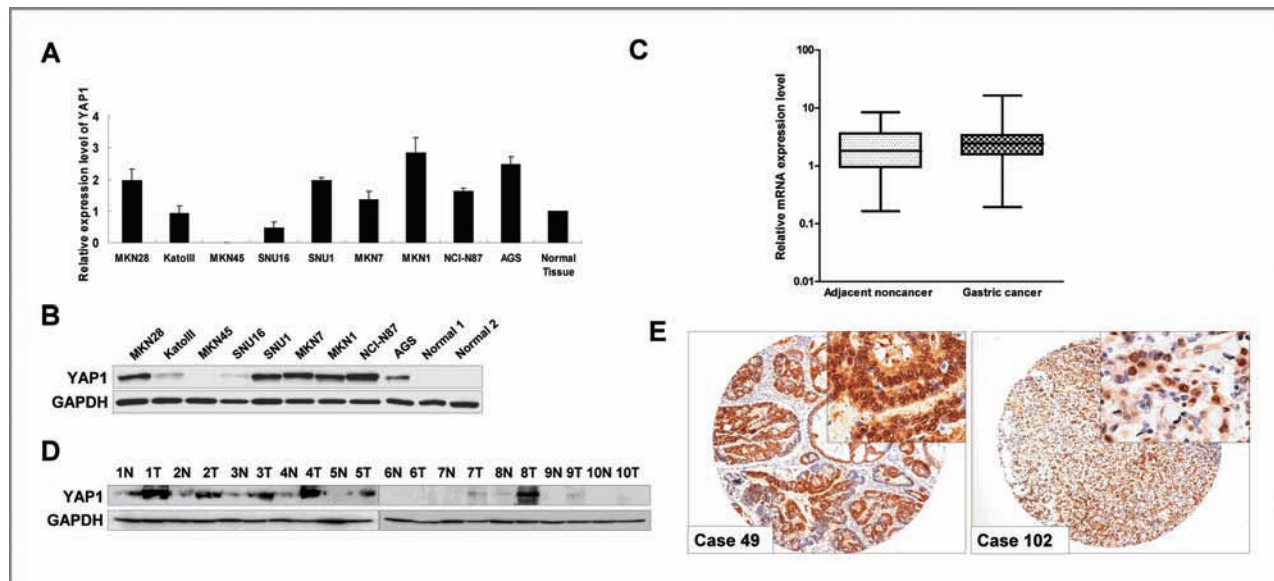 A
Relative expression level of YAP1
4
3
2
1
0
MKN28 KatoIII MKN45 SNU16 SNU1 MKN7 MKN1 NCI-N87 AGS Normal Tissue
B
MKN28 KatoIII MKN45 SNU16 SNU1 MKN7 MKN1 NCI-N87 AGS Normal 1 Normal 2
YAP1
GAPDH
D
1N 1T 2N 2T 3N 3T 4N 4T 5N 5T 6N 6T 7N 7T 8N 8T 9N 9T 10N 10T
YAP1
GAPDH
C
Relative mRNA expression level
100
10
1
0.1
0.01
Adjacent noncancer Gastric cancer
E
Case 49
Case 102